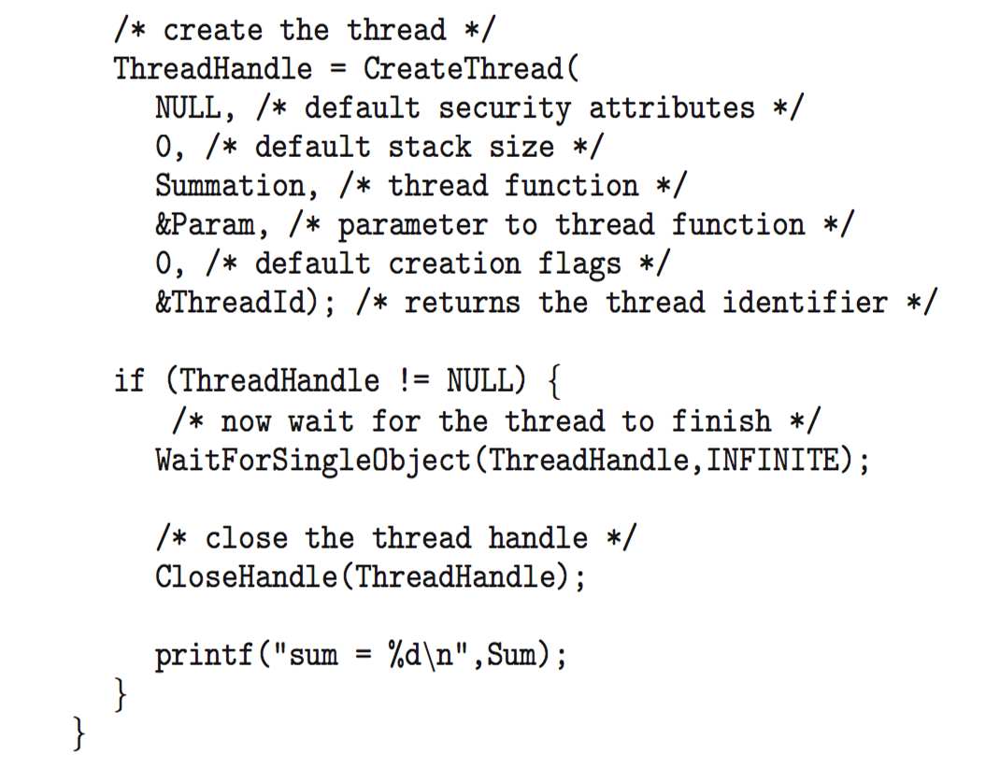 /* create the thread */
ThreadHandle = CreateThread(
NULL, /* default security attributes */
0, /* default stack size */
Summation, /* thread function */
&Param, /* parameter to thread function */
0, /* default creation flags */
&ThreadId); /* returns the thread identifier */
if (ThreadHandle != NULL) {
/* now wait for the thread to finish */
WaitForSingleObject(ThreadHandle,INFINITE);
/* close the thread handle */
CloseHandle(ThreadHandle);
printf("sum = %d\n",Sum);
}
}